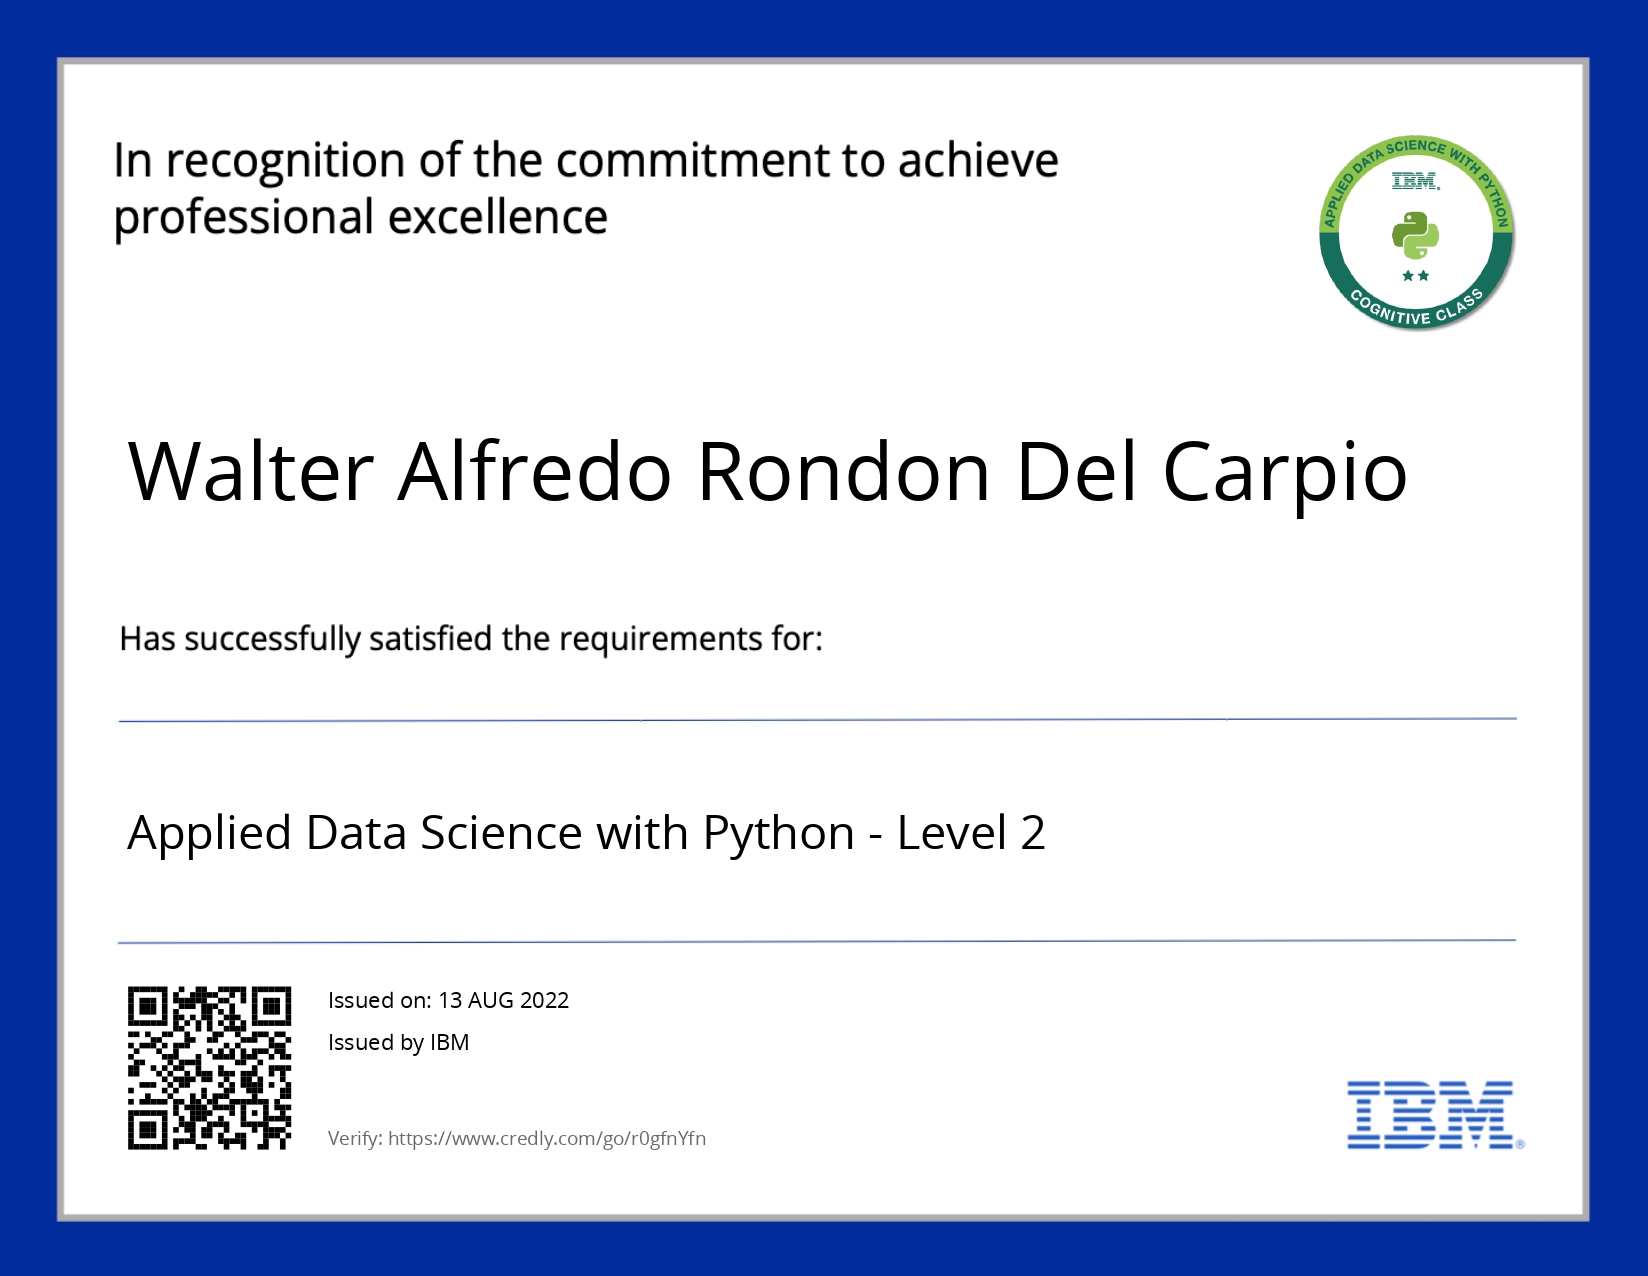 In recognition of the commitment to achieve
professional excellence
APPLIED DATA SCIENCE WITH PYTHON
IBM.
COGNITIVE CLASS
Walter Alfredo Rondon Del Carpio
Has successfully satisfied the requirements for:
Applied Data Science with Python - Level 2
Issued on: 13 AUG 2022
Issued by IBM
Verify: https://www.credly.com/go/r0gfnYfn
IBM®